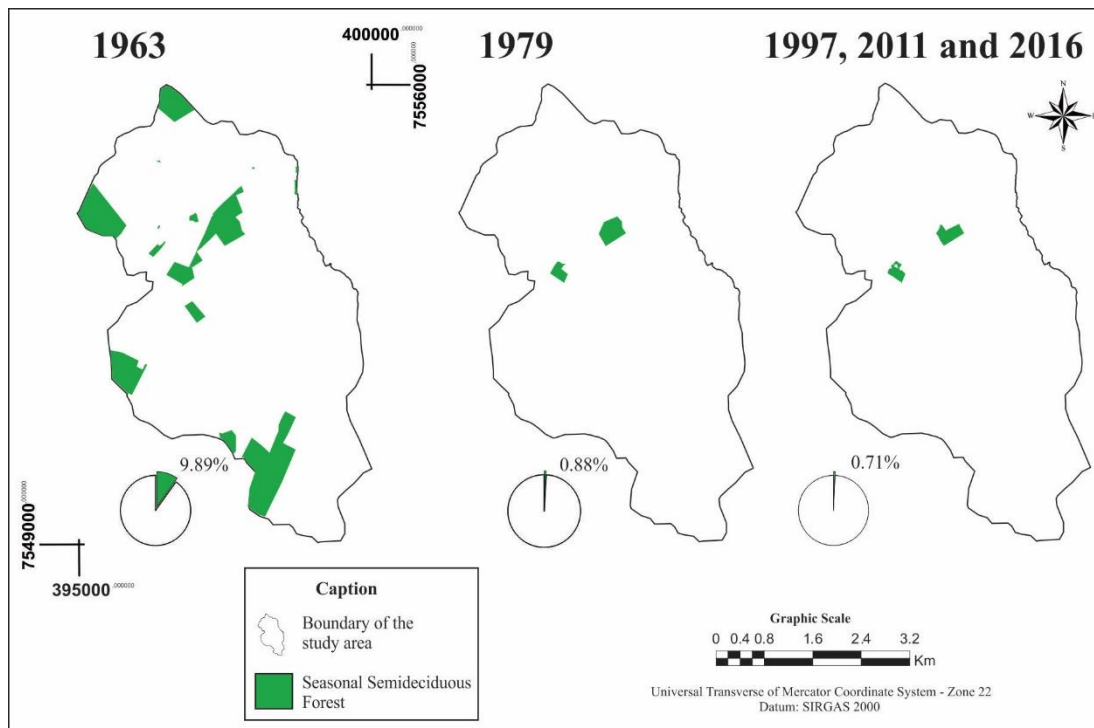 1963
400000,000000
7556000,000000
1979
1997, 2011 and 2016
N
W
E
S
9.89%
0.88%
0.71%
7549000,000000
395000,000000
Caption
Boundary of the
study area
Seasonal Semideciduous
Forest
Graphic Scale
0 0.4 0.8 1.6 2.4 3.2
Km
Universal Transverse of Mercator Coordinate System - Zone 22
Datum: SIRGAS 2000